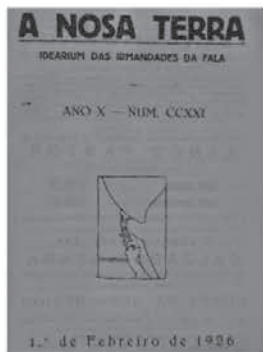 A NOSA TERRA
IDEARIUM DAS IRMANDADES DA FALA
ANO X — NUM. CCXXI
1.º de Febreiro de 1926